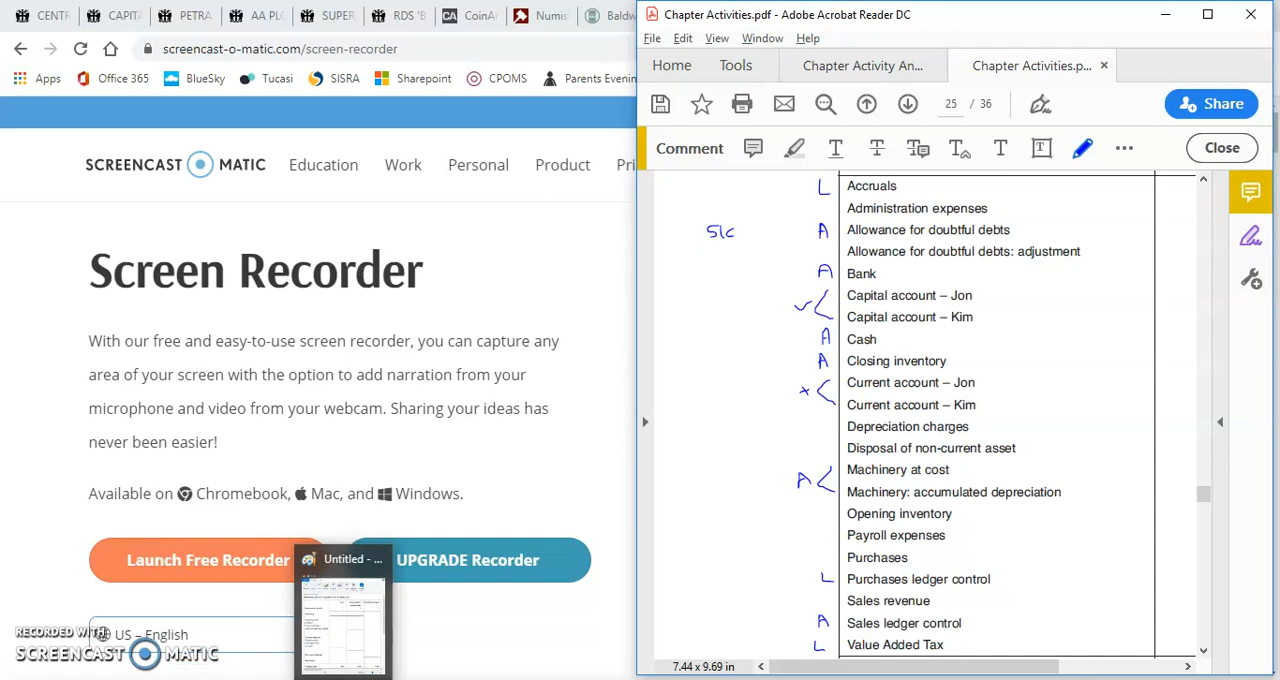 CENTR
CAPIT
PETRA
AA PLC
SUPER
RDS 'B
CA
CoinAr
Numis
Baldw
Chapter Activities.pdf - Adobe Acrobat Reader DC
File Edit View Window Help
screencast-o-matic.com/screen-recorder
Home Tools Chapter Activity An... Chapter Activities.p... ×
Apps Office 365 BlueSky Tucasi SISRA Sharepoint CPOMS Parents Evenin
25 / 36
Share
Comment
Close
SCREENCAST O MATIC Education Work Personal Product Pri
Screen Recorder
With our free and easy-to-use screen recorder, you can capture any
area of your screen with the option to add narration from your
microphone and video from your webcam. Sharing your ideas has
never been easier!
Available on Chromebook, Mac, and Windows.
Launch Free Recorder
UPGRADE Recorder
Untitled - ...
US – English
RECORDED WITH
SCREENCAST O MATIC
L Accruals
Administration expenses
Slc A Allowance for doubtful debts
Allowance for doubtful debts: adjustment
A Bank
Capital account – Jon
Capital account – Kim
A Cash
A Closing inventory
Current account – Jon
Current account – Kim
Depreciation charges
Disposal of non-current asset
A Machinery at cost
Machinery: accumulated depreciation
Opening inventory
Payroll expenses
Purchases
L Purchases ledger control
Sales revenue
A Sales ledger control
L Value Added Tax
7.44 x 9.69 in